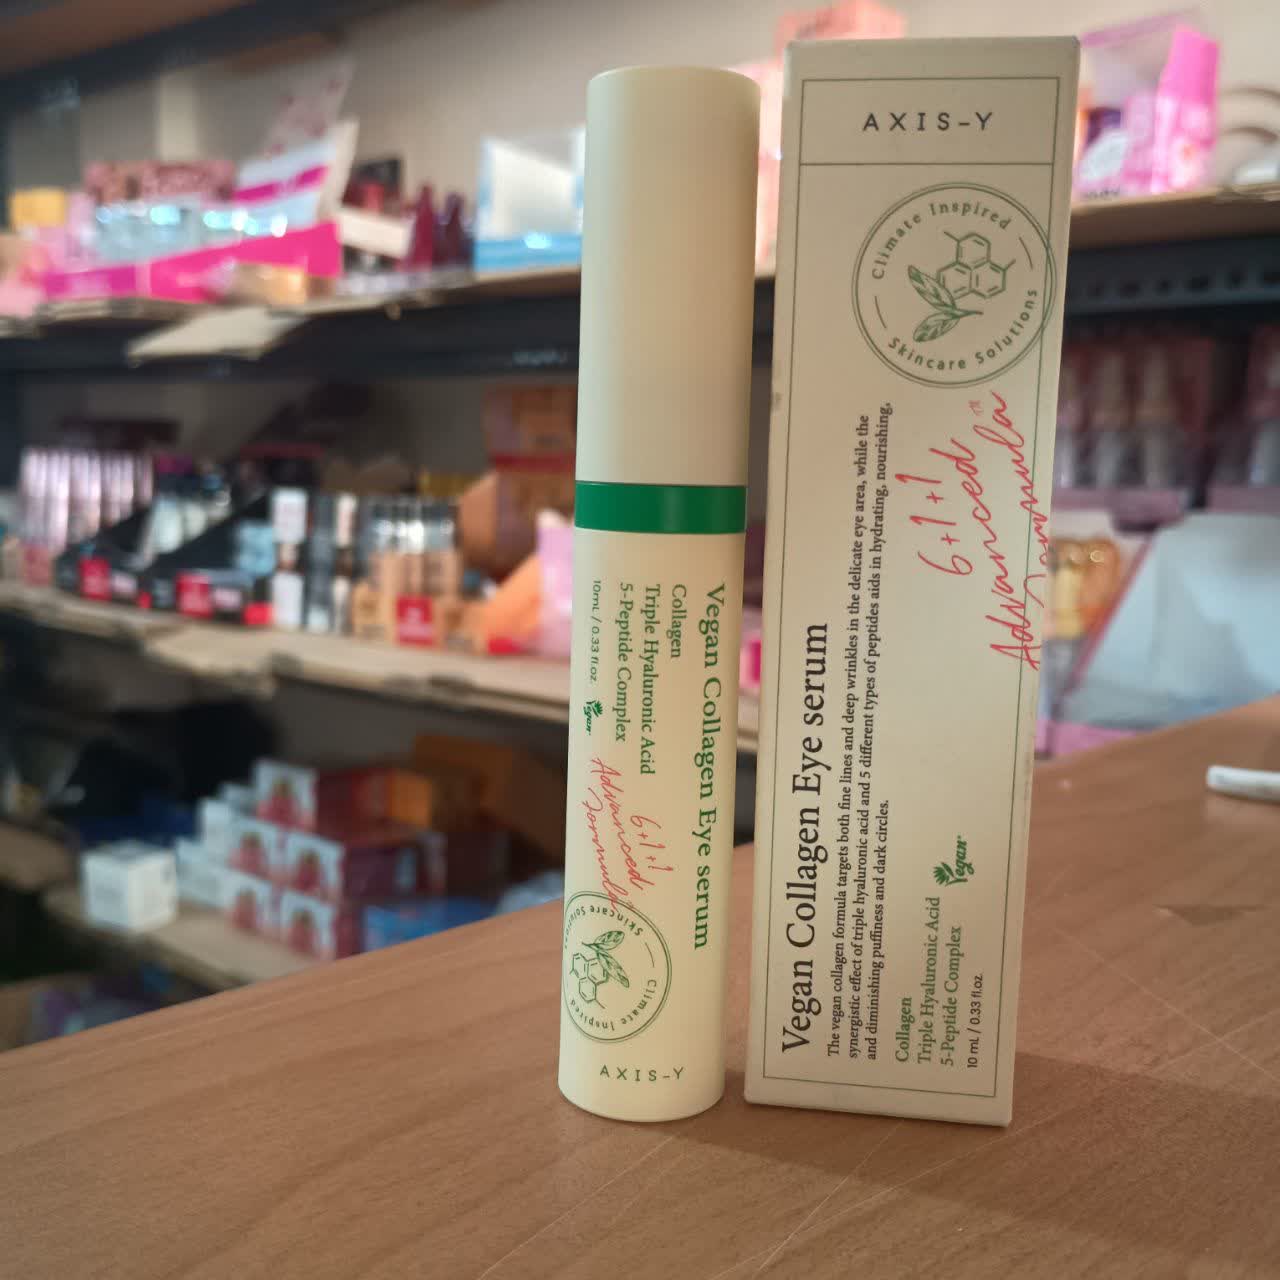 Vegan Collagen Eye serum
Collagen
Triple Hyaluronic Acid
5-Peptide Complex
10mL / 0.33 fl.oz.
Vegan
6+1+1
Advanced
Formula
Climate Inspired
Skincare Solutions
AXIS-Y
AXIS-Y
Climate Inspired
Skincare Solutions
6+1+1
Advanced
Formula
Vegan Collagen Eye serum
The vegan collagen formula targets both fine lines and deep wrinkles in the delicate eye area, while the
synergistic effect of triple hyaluronic acid and 5 different types of peptides aids in hydrating, nourishing,
and diminishing puffiness and dark circles.
Collagen
Triple Hyaluronic Acid
5-Peptide Complex
10 mL / 0.33 fl.oz
Vegan